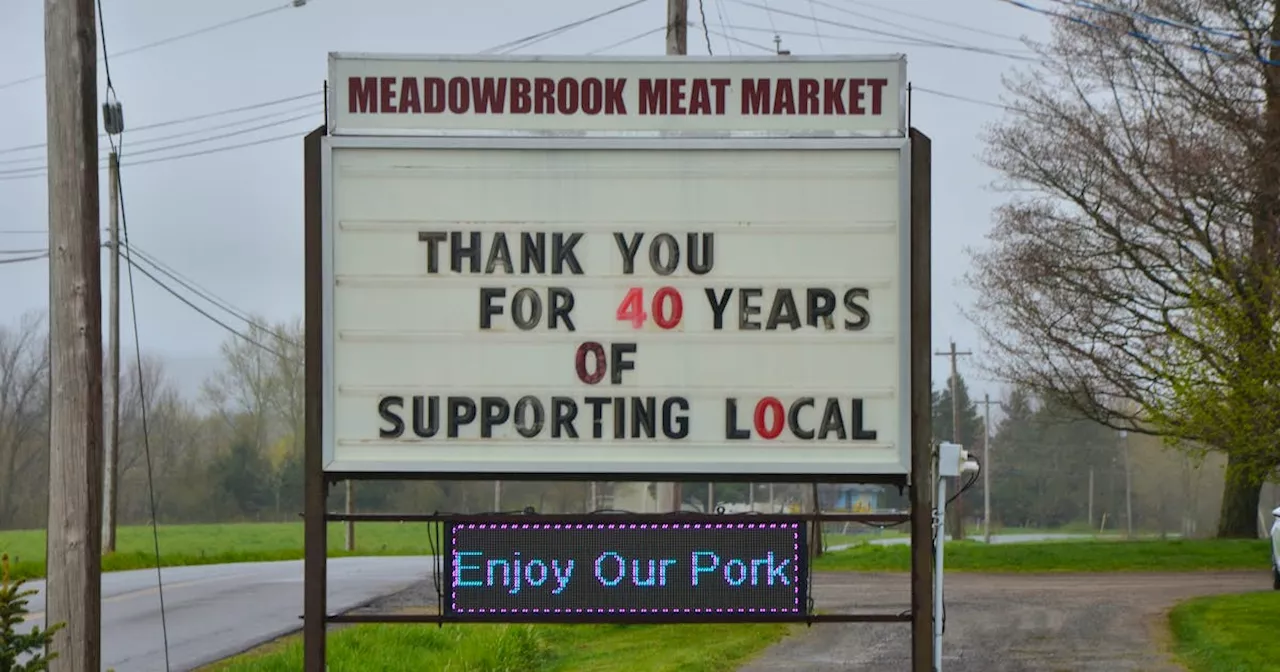 MEADOWBROOK MEAT MARKET
THANK YOU
FOR 40 YEARS
OF
SUPPORTING LOCAL
Enjoy Our Pork